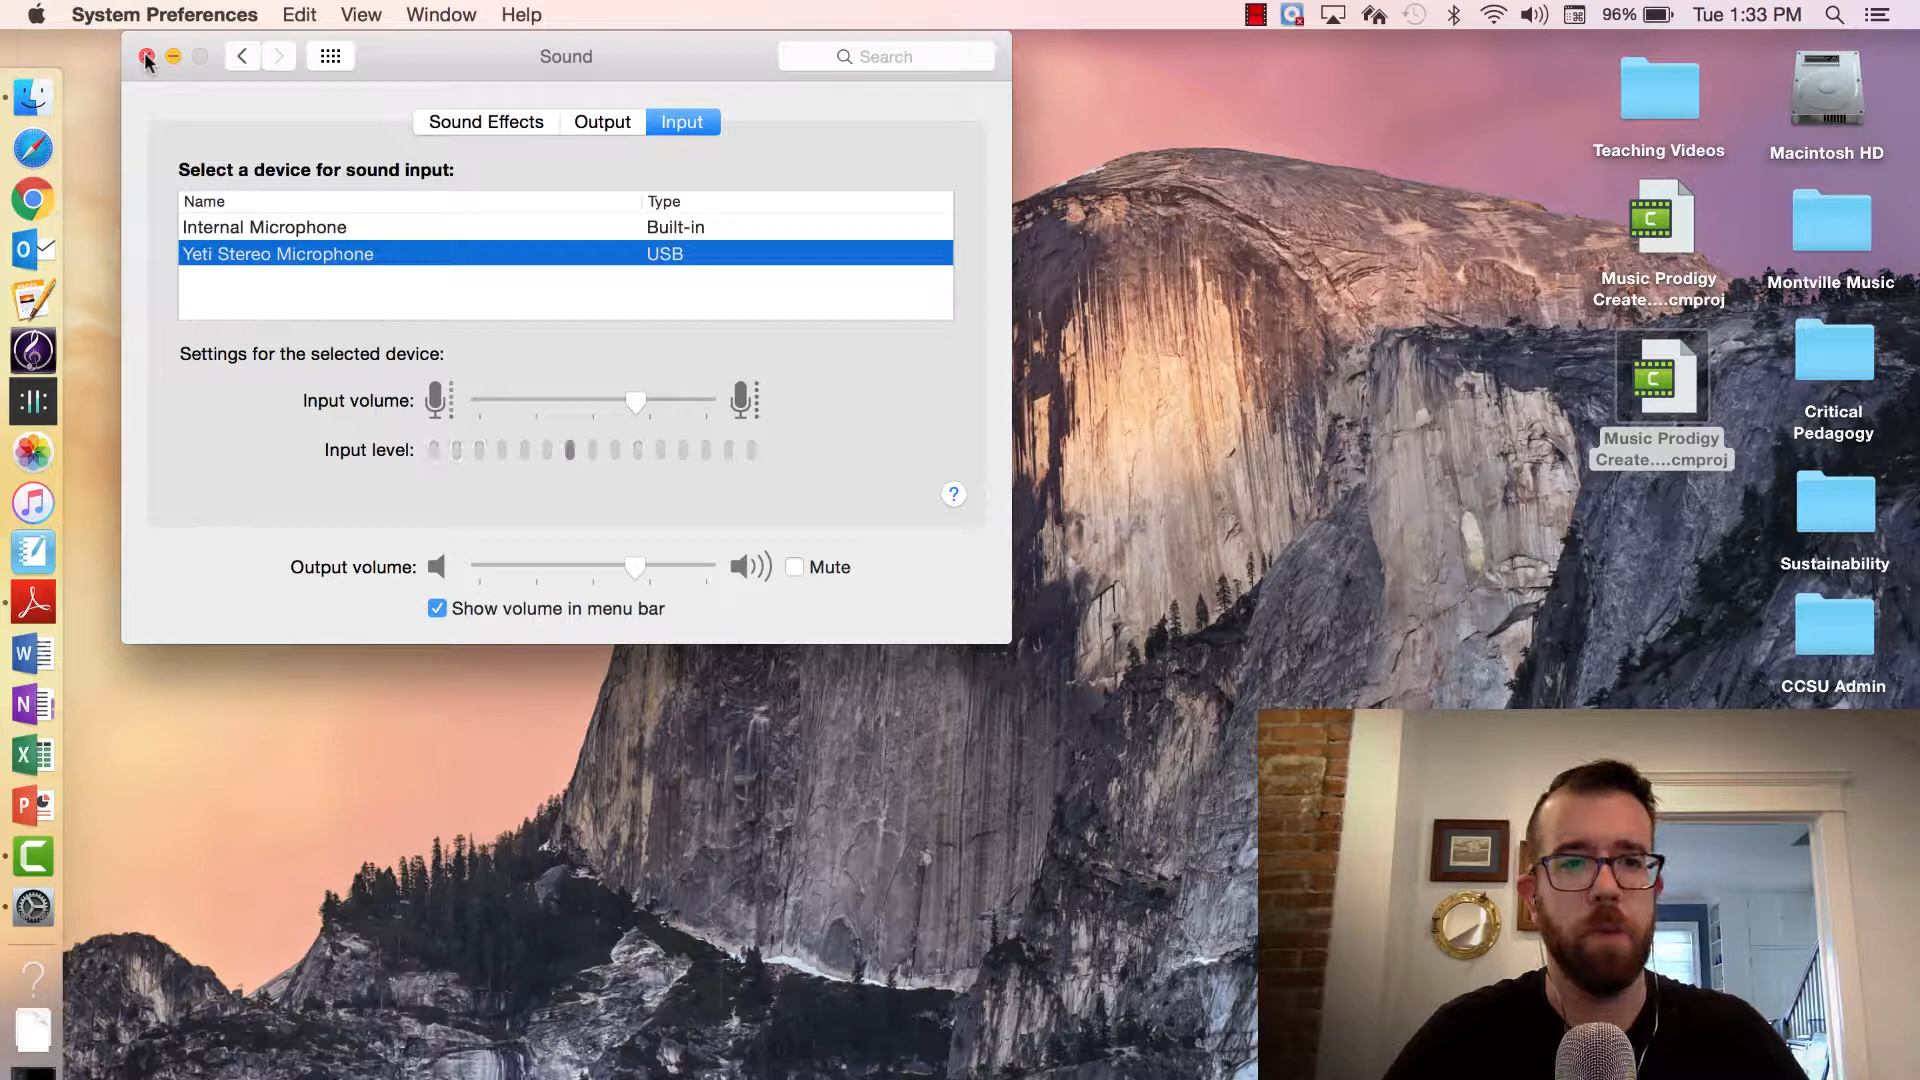 System Preferences Edit View Window Help
96% Tue 1:33 PM
Sound
Search
Sound Effects Output Input
Select a device for sound input:
Name Type
Internal Microphone Built-in
Yeti Stereo Microphone USB
Settings for the selected device:
Input volume:
Input level:
?
Output volume: Mute
Show volume in menu bar
Teaching Videos
Macintosh HD
Music Prodigy
Create....cmproj
Montville Music
Music Prodigy
Create....cmproj
Critical
Pedagogy
Sustainability
CCSU Admin